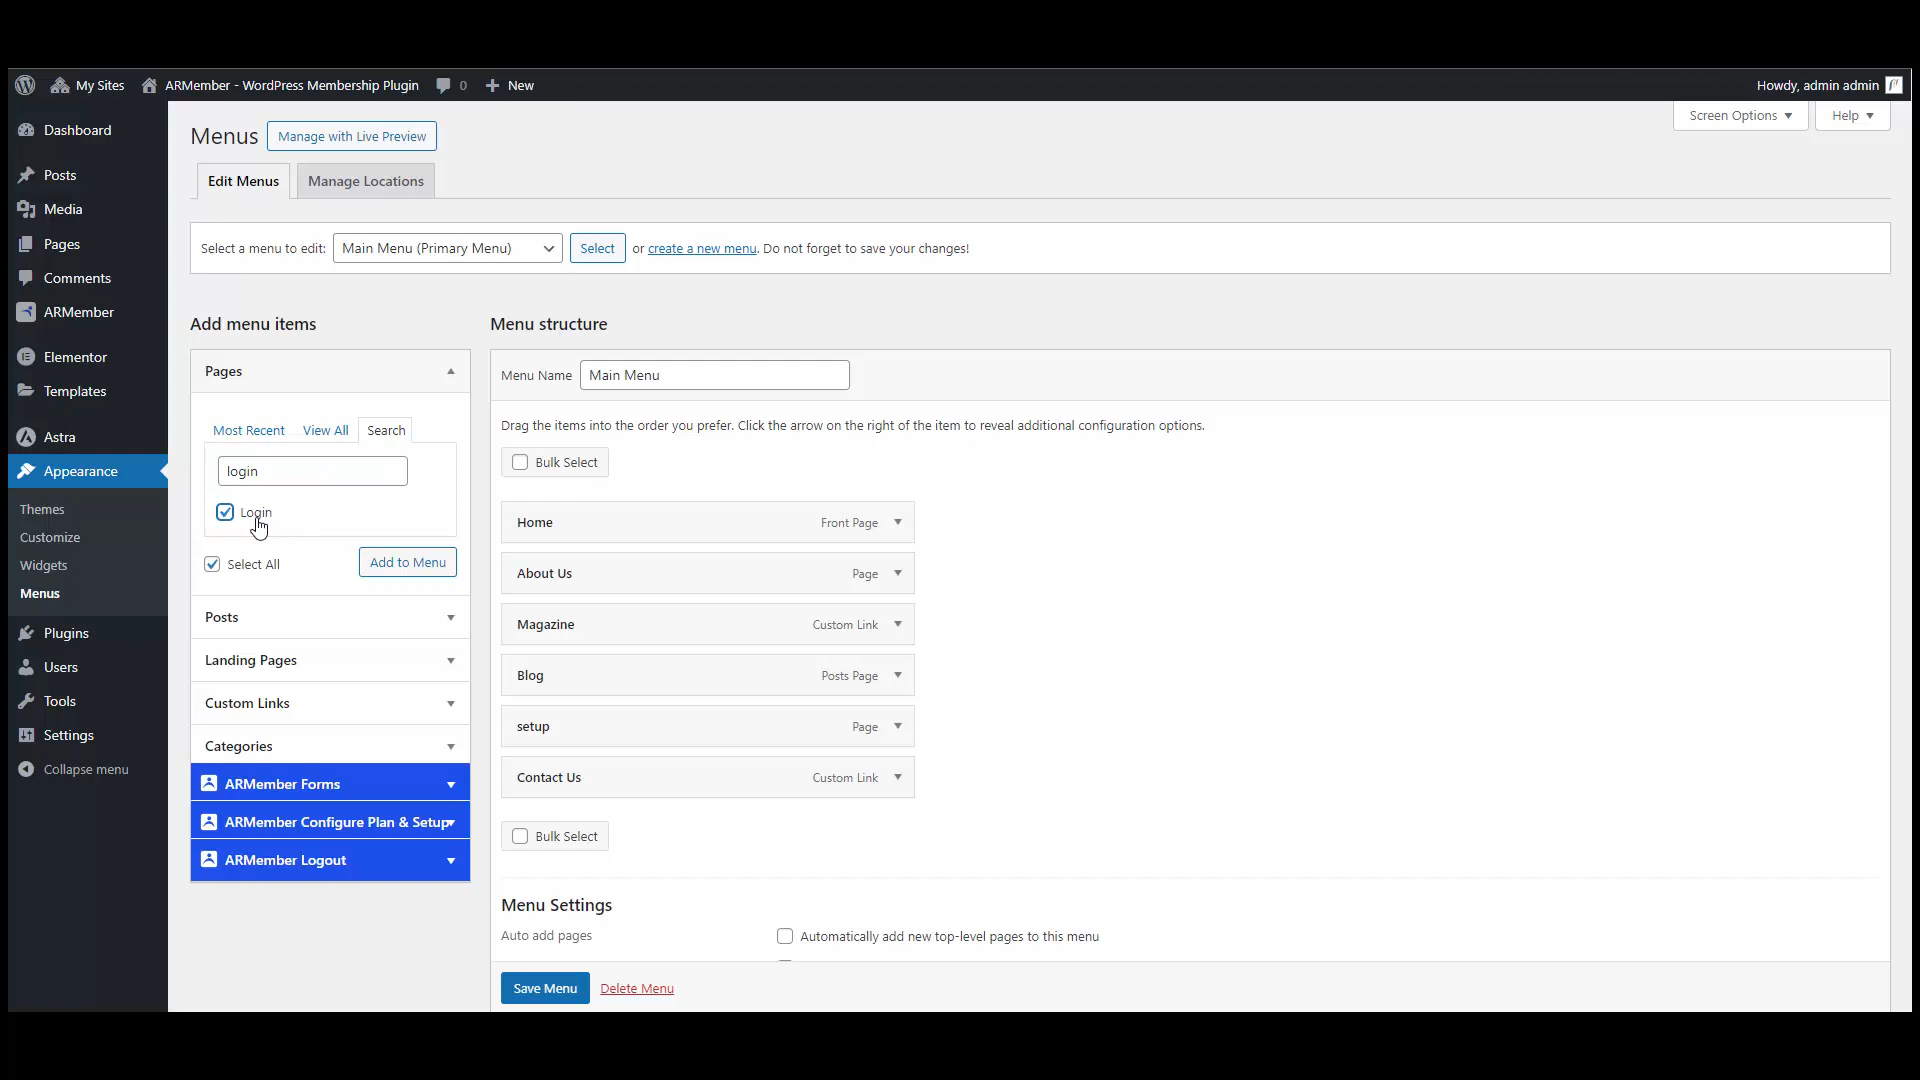 My Sites ARMember - WordPress Membership Plugin 0 New Howdy, admin admin
Dashboard
Posts
Media
Pages
Comments
ARMember
Elementor
Templates
Astra
Appearance
Themes
Customize
Widgets
Menus
Plugins
Users
Tools
Settings
Collapse menu
Screen Options Help
Menus Manage with Live Preview
Edit Menus Manage Locations
Select a menu to edit: Main Menu (Primary Menu) Select or create a new menu. Do not forget to save your changes!
Add menu items
Pages
Most Recent View All Search
login
Login
Select All Add to Menu
Posts
Landing Pages
Custom Links
Categories
ARMember Forms
ARMember Configure Plan & Setup
ARMember Logout
Menu structure
Menu Name Main Menu
Drag the items into the order you prefer. Click the arrow on the right of the item to reveal additional configuration options.
Bulk Select
Home Front Page
About Us Page
Magazine Custom Link
Blog Posts Page
setup Page
Contact Us Custom Link
Bulk Select
Menu Settings
Auto add pages Automatically add new top-level pages to this menu
Save Menu Delete Menu